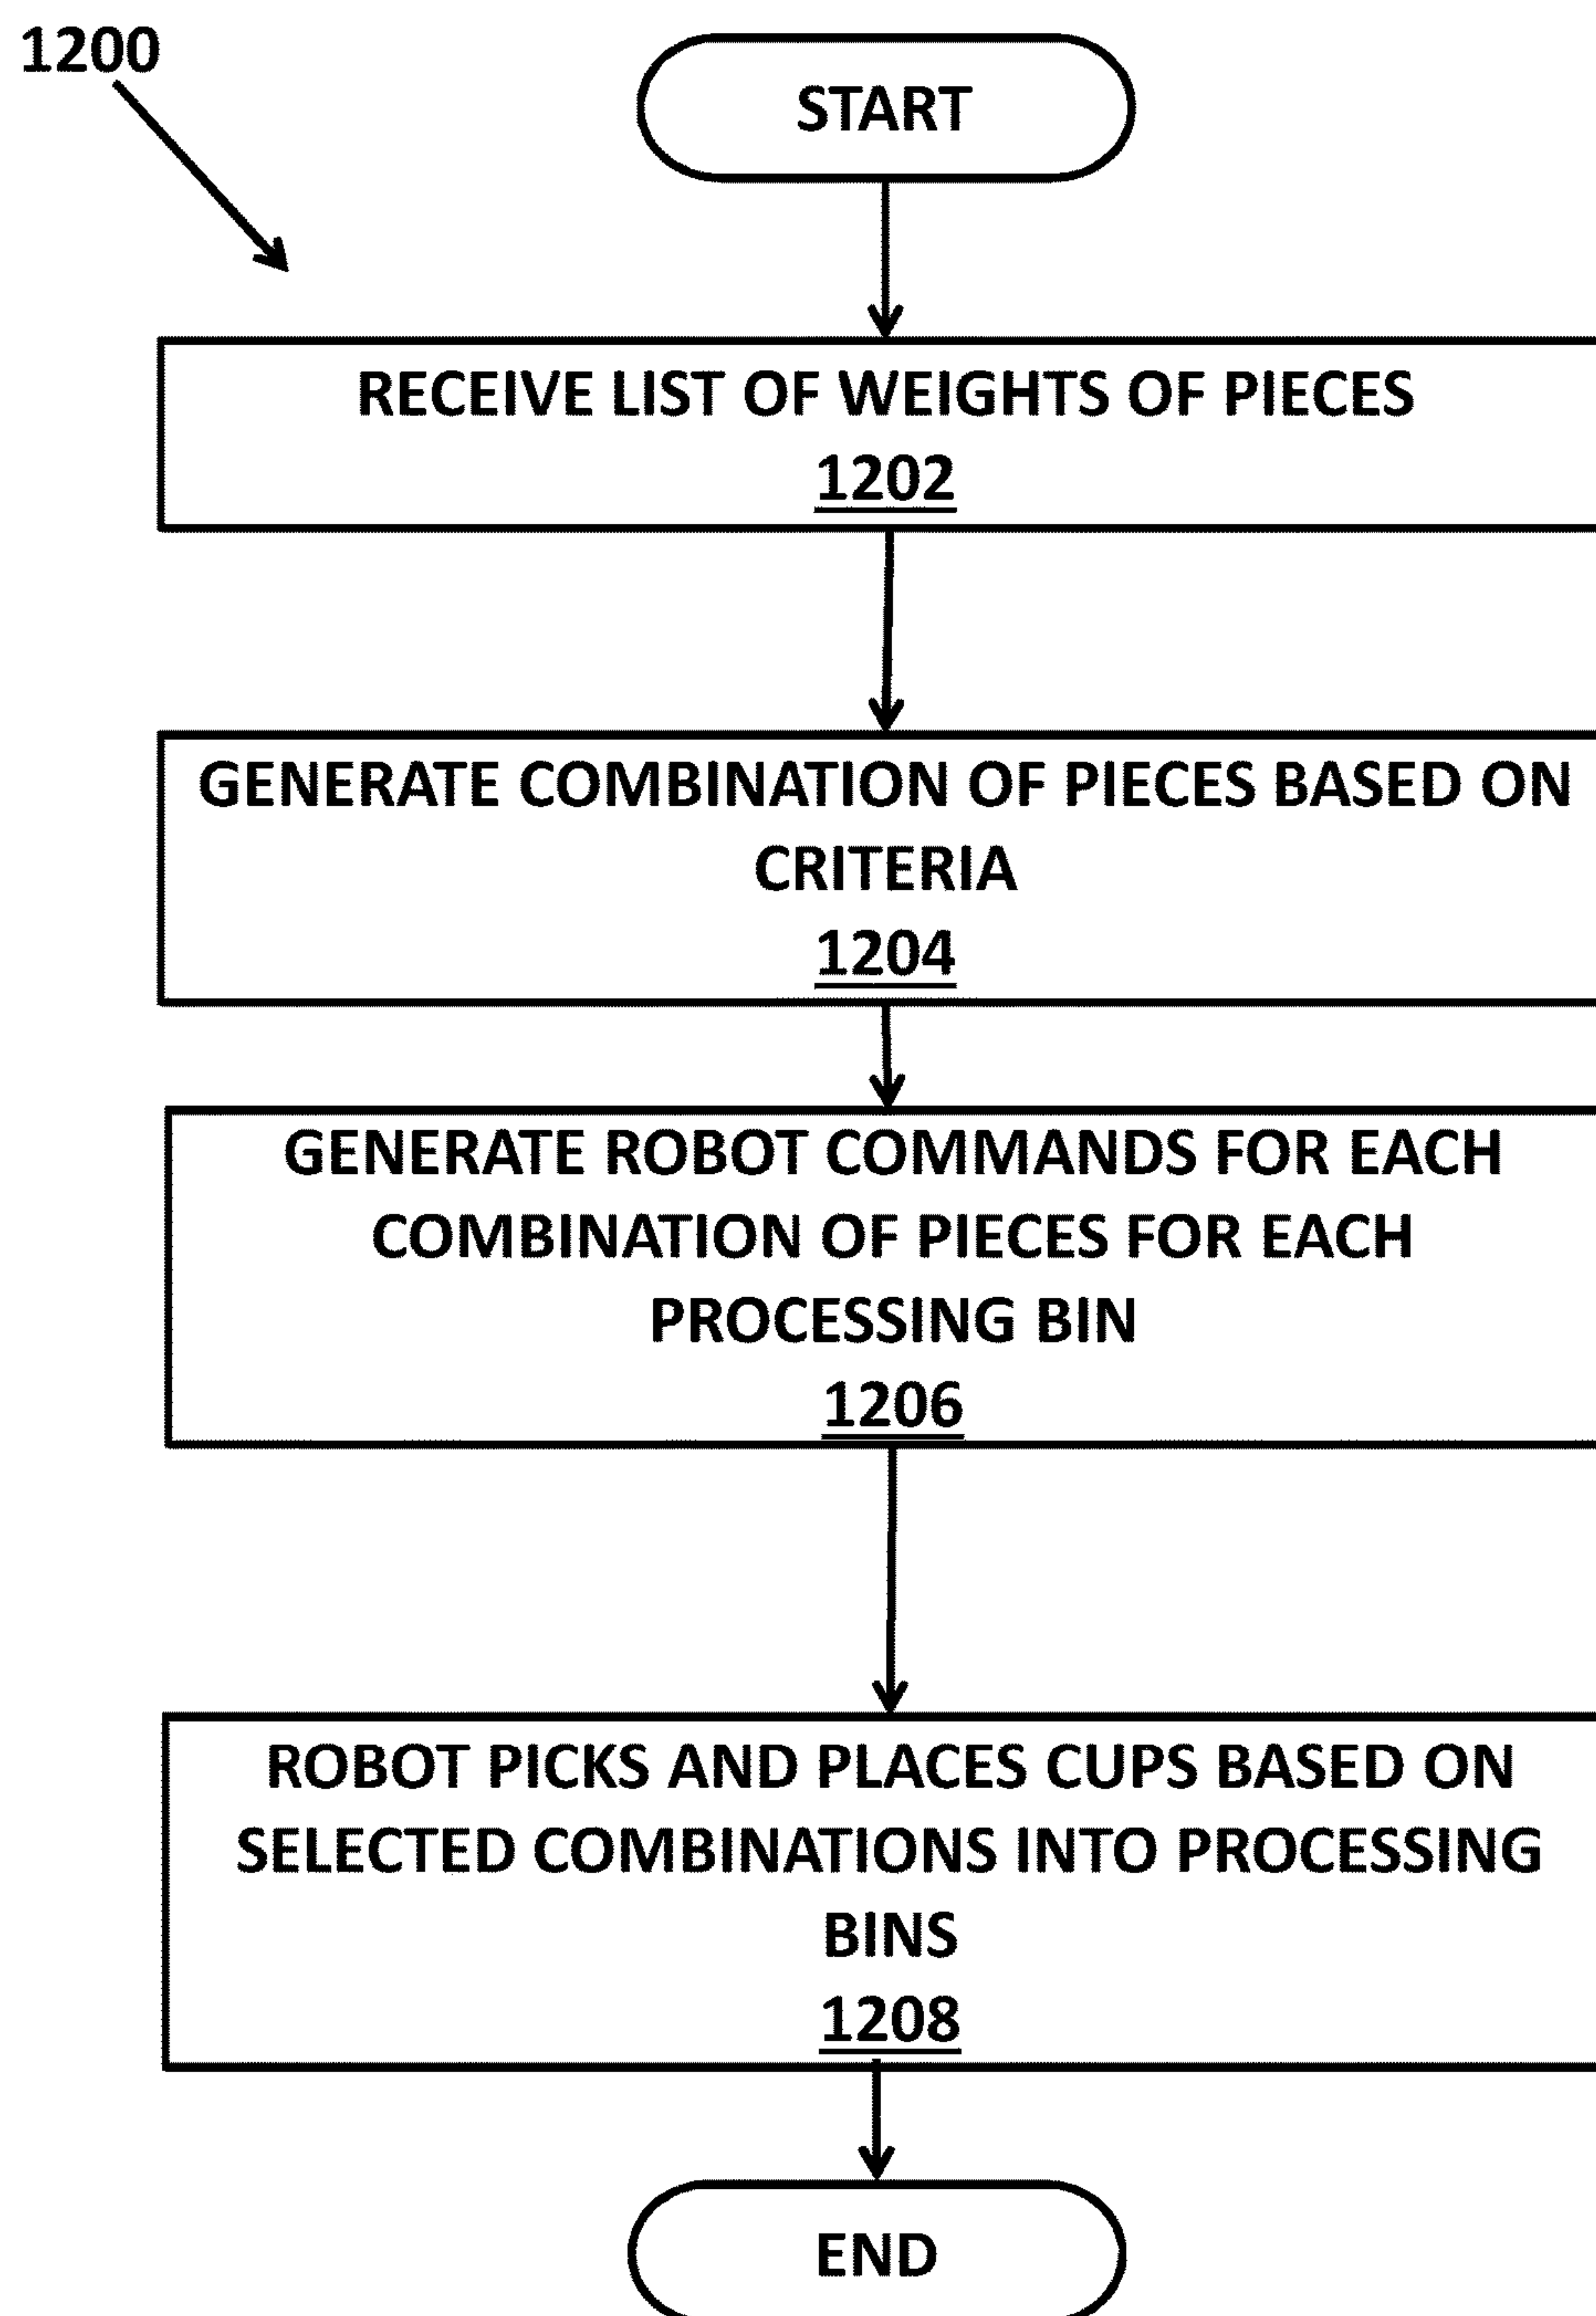 1200
START
RECEIVE LIST OF WEIGHTS OF PIECES
1202
GENERATE COMBINATION OF PIECES BASED ON
CRITERIA
1204
GENERATE ROBOT COMMANDS FOR EACH
COMBINATION OF PIECES FOR EACH
PROCESSING BIN
1206
ROBOT PICKS AND PLACES CUPS BASED ON
SELECTED COMBINATIONS INTO PROCESSING
BINS
1208
END